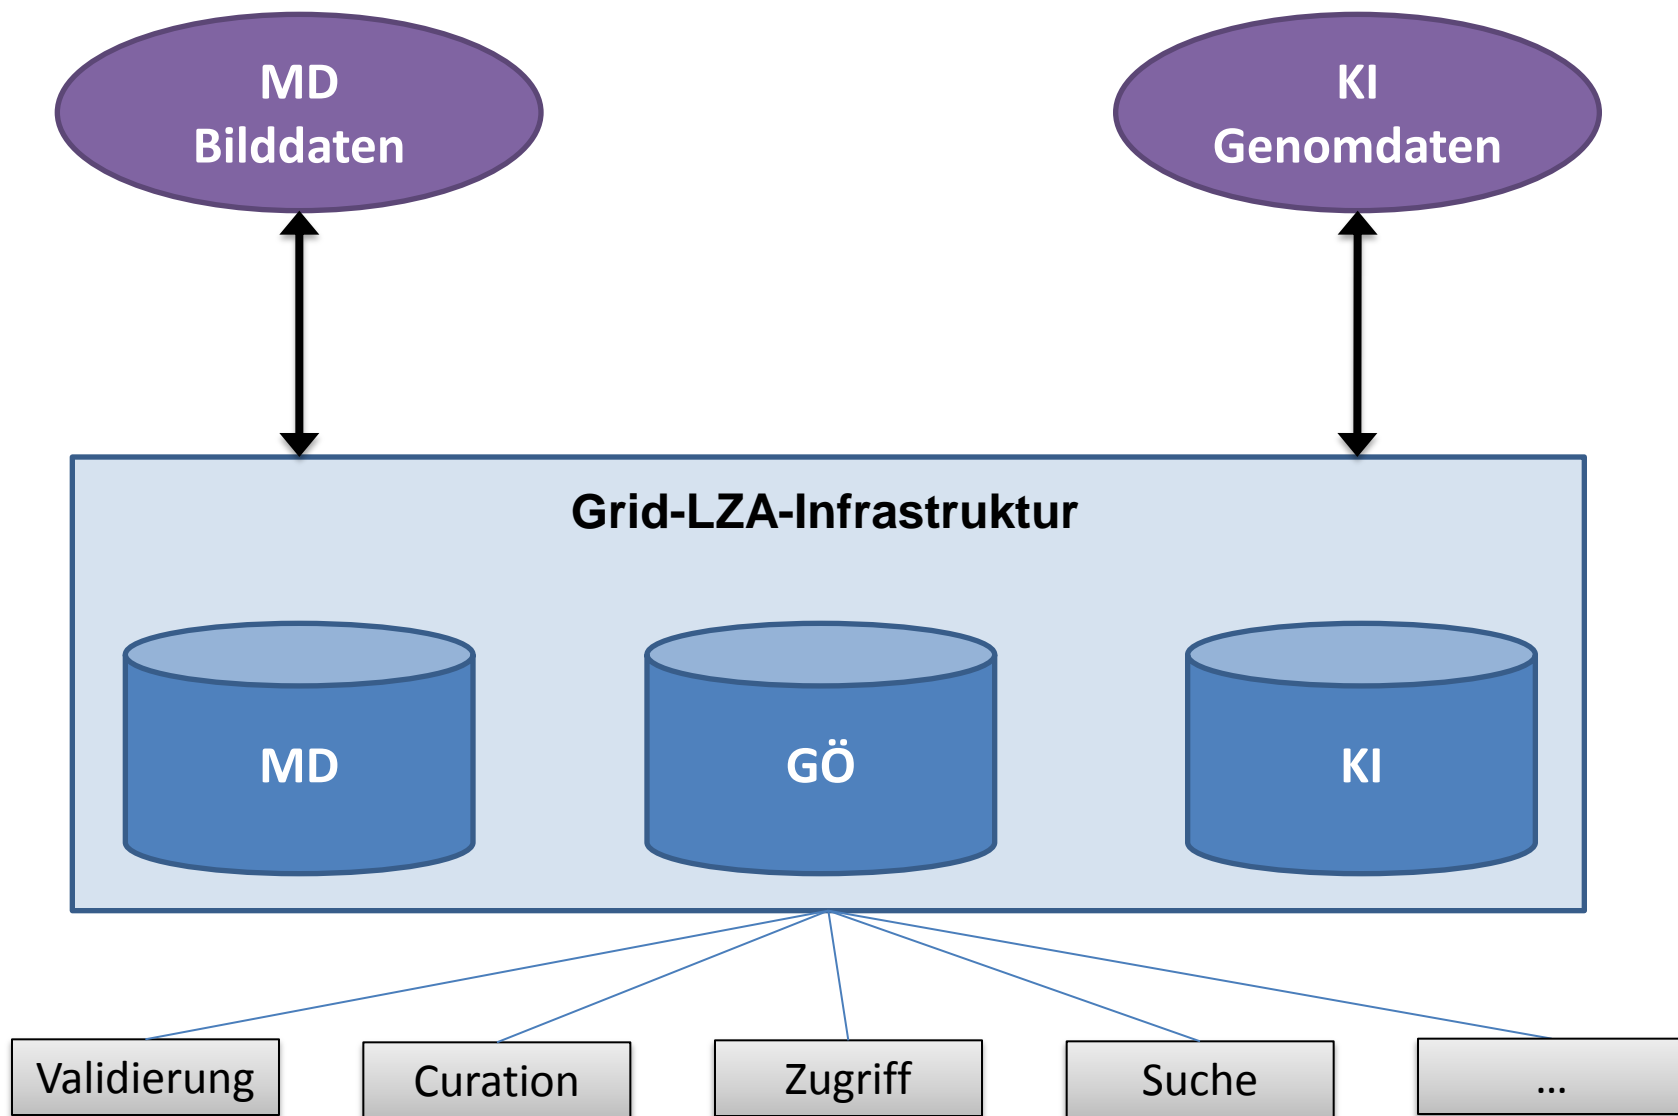 MD
Bilddaten
KI
Genomdaten
Grid-LZA-Infrastruktur
MD
GÖ
KI
Validierung
Curation
Zugriff
Suche
...